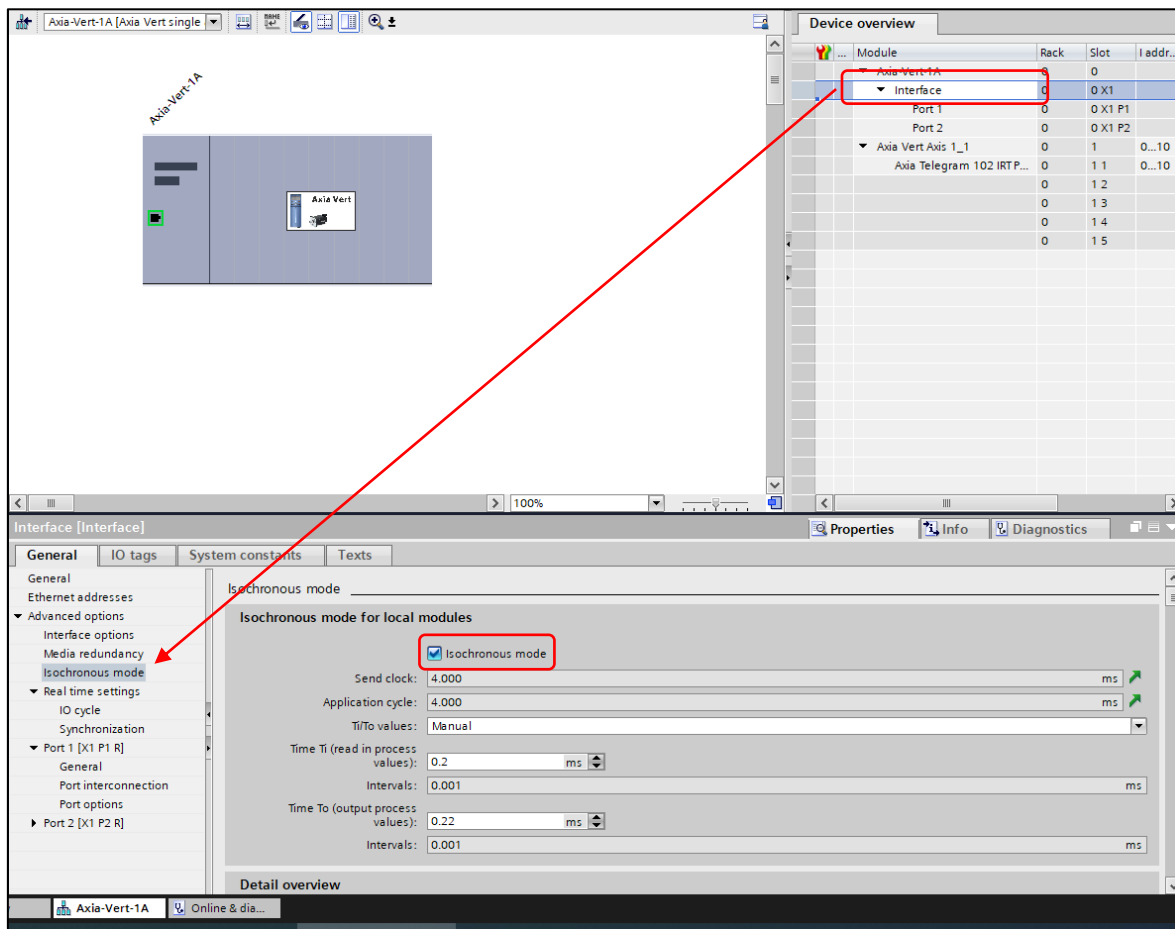 Axia-Vert-1A [Axia Vert single
Device overview
... Module Rack Slot I addr...
Axia-Vert-1A 0 0
Interface 0 0 X1
Port 1 0 0 X1 P1
Port 2 0 0 X1 P2
Axia Vert Axis 1_1 0 1 0...10
Axia Telegram 102 IRT P... 0 1 1 0...10
0 1 2
0 1 3
0 1 4
0 1 5
Axia-Vert-1A
Axia Vert
100%
Interface [Interface]
Properties Info Diagnostics
General IO tags System constants Texts
General
Ethernet addresses
Advanced options
Interface options
Media redundancy
Isochronous mode
Real time settings
IO cycle
Synchronization
Port 1 [X1 P1 R]
General
Port interconnection
Port options
Port 2 [X1 P2 R]
Isochronous mode
Isochronous mode for local modules
Isochronous mode
Send clock: 4.000 ms
Application cycle: 4.000 ms
Ti/To values: Manual
Time Ti (read in process
values): 0.2 ms
Intervals: 0.001 ms
Time To (output process
values): 0.22 ms
Intervals: 0.001 ms
Detail overview
Axia-Vert-1A Online & dia...